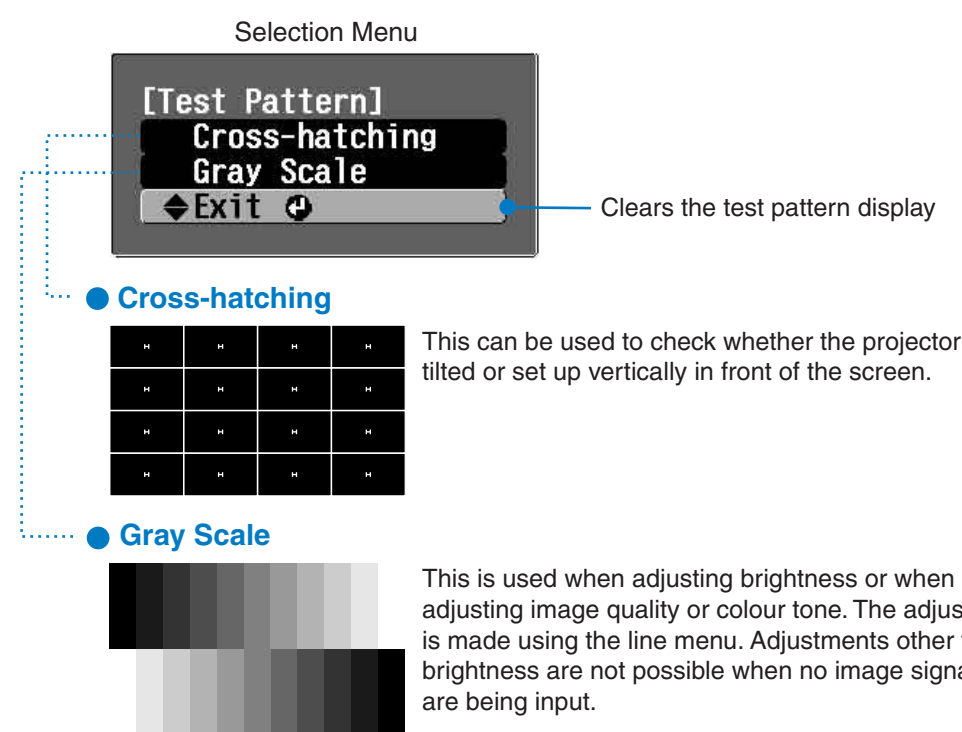 Selection Menu
[Test Pattern]
Cross-hatching
Gray Scale
Exit
Clears the test pattern display
Cross-hatching
H H H H
This can be used to check whether the projector
tilted or set up vertically in front of the screen.
H H H H
H H H H
H H H H
Gray Scale
This is used when adjusting brightness or when
adjusting image quality or colour tone. The
is made using the line menu. Adjustments other
brightness are not possible when no image
are being input.